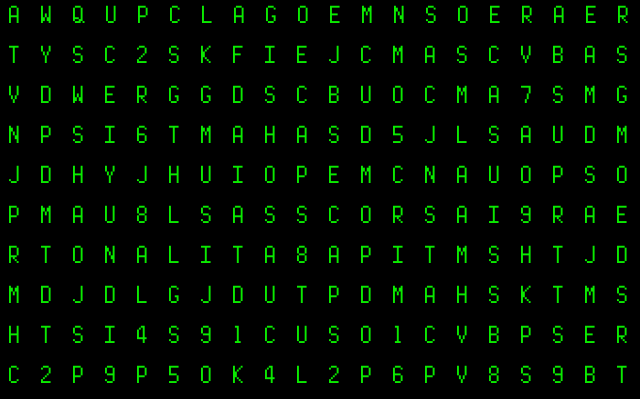 A W Q U P C L A G O E M N S O E R A E R
T Y S C 2 S K F I E J C M A S C V B A S
V D W E R G G D S C B U O C M A 7 S M G
N P S I 6 T M A H A S D 5 J L S A U D M
J D H Y J H U I O P E M C N A U O P S O
P M A U 8 L S A S S C O R S A I 9 R A E
R T O N A L I T A 8 A P I T M S H T J D
M D J D L G J D U T P D M A H S K T M S
H T S I 4 S 9 1 C U S O 1 C V B P S E R
C 2 P 9 P 5 O K 4 L 2 P 6 P V 8 S 9 B T